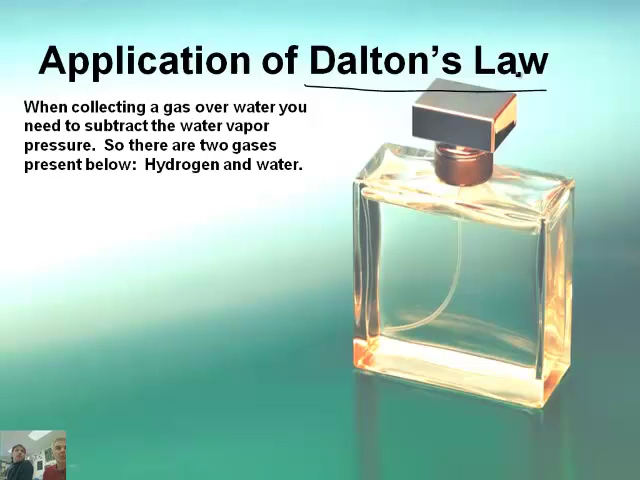 Application of Dalton's Law
When collecting a gas over water you
need to subtract the water vapor
pressure.  So there are two gases
present below:  Hydrogen and water.